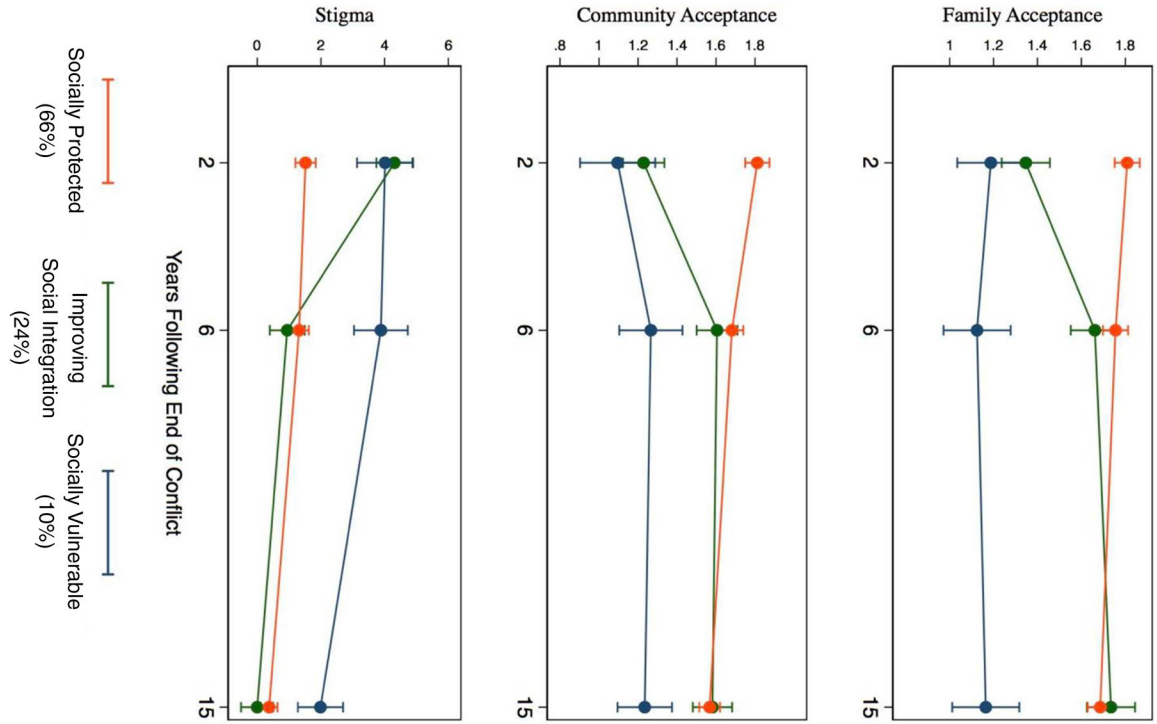 Stigma
Community Acceptance
Family Acceptance
0 2 4 6
.8 1 1.2 1.4 1.6 1.8
1 1.2 1.4 1.6 1.8
2
6
15
2
6
15
2
6
15
Years Following End of Conflict
Socially Protected
(66%)
Improving
Social Integration
(24%)
Socially Vulnerable
(10%)